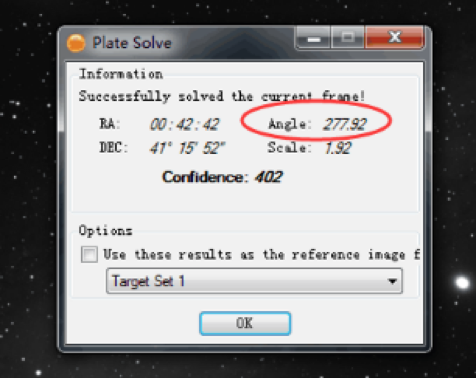 Plate Solve
Information
Successfully solved the current frame!
RA: 00:42:42 Angle: 277.92
DEC: 41° 15' 52" Scale: 1.92
Confidence: 402
Options
Use these results as the reference image f
Target Set 1
OK